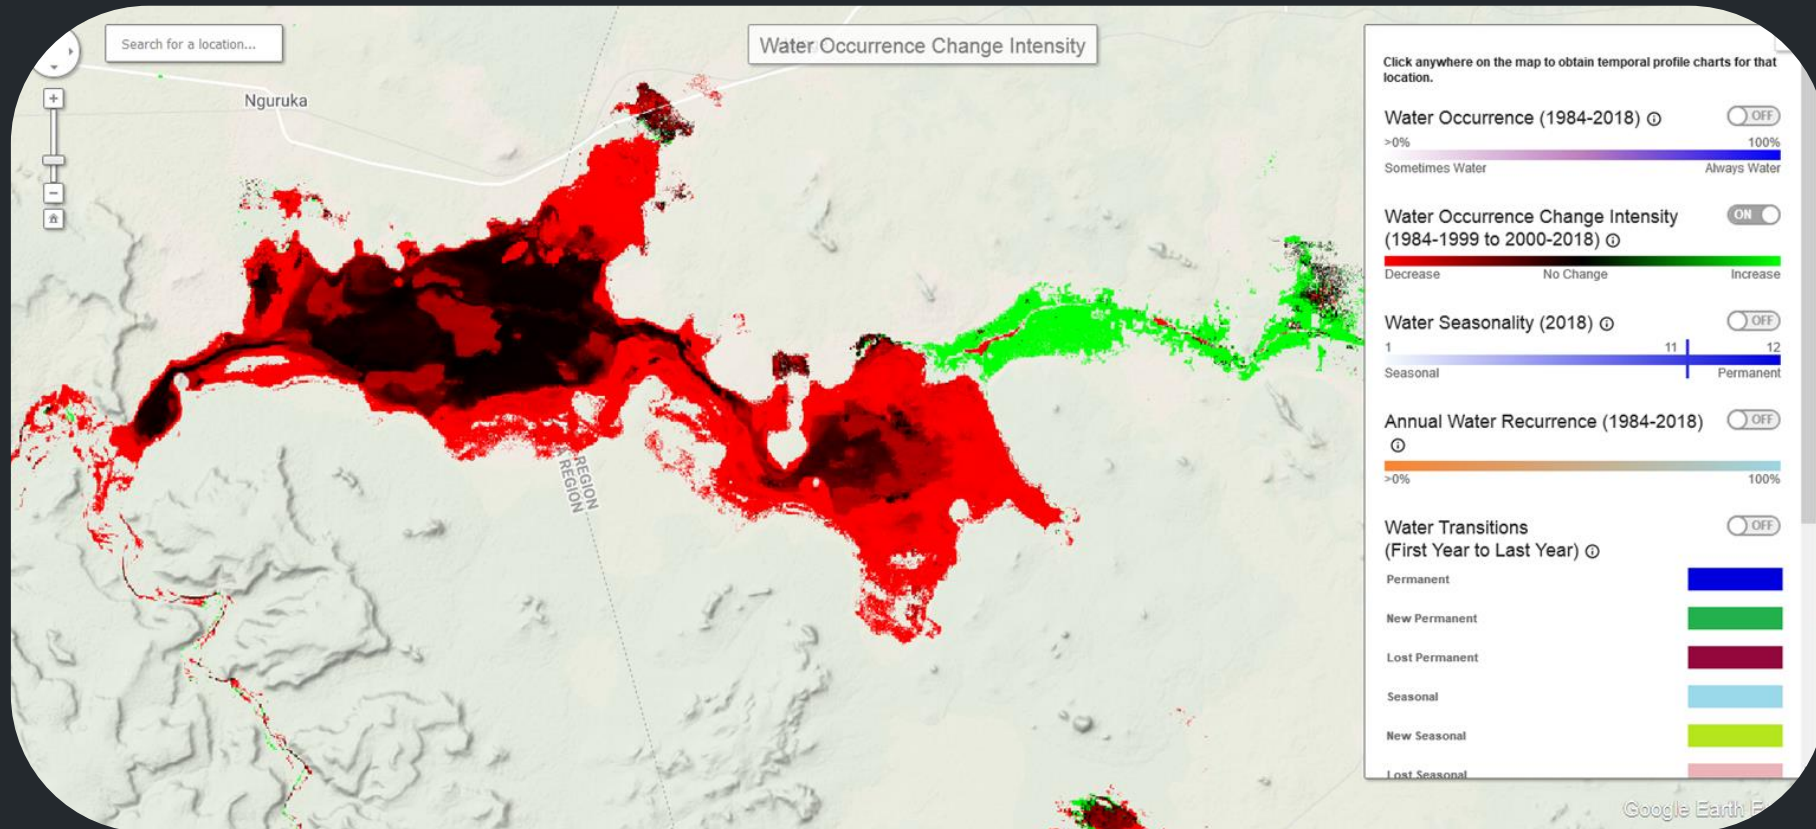 Search for a location...
Water Occurrence Change Intensity
Nguruka
REGION
A REGION
Click anywhere on the map to obtain temporal profile charts for that
location.
Water Occurrence (1984-2018)
OFF
>0%
100%
Sometimes Water
Always Water
Water Occurrence Change Intensity
(1984-1999 to 2000-2018)
ON
Decrease
No Change
Increase
Water Seasonality (2018)
OFF
1
11
12
Seasonal
Permanent
Annual Water Recurrence (1984-2018)
OFF
>0%
100%
Water Transitions
(First Year to Last Year)
OFF
Permanent
New Permanent
Lost Permanent
Seasonal
New Seasonal
Lost Seasonal
Google Earth E